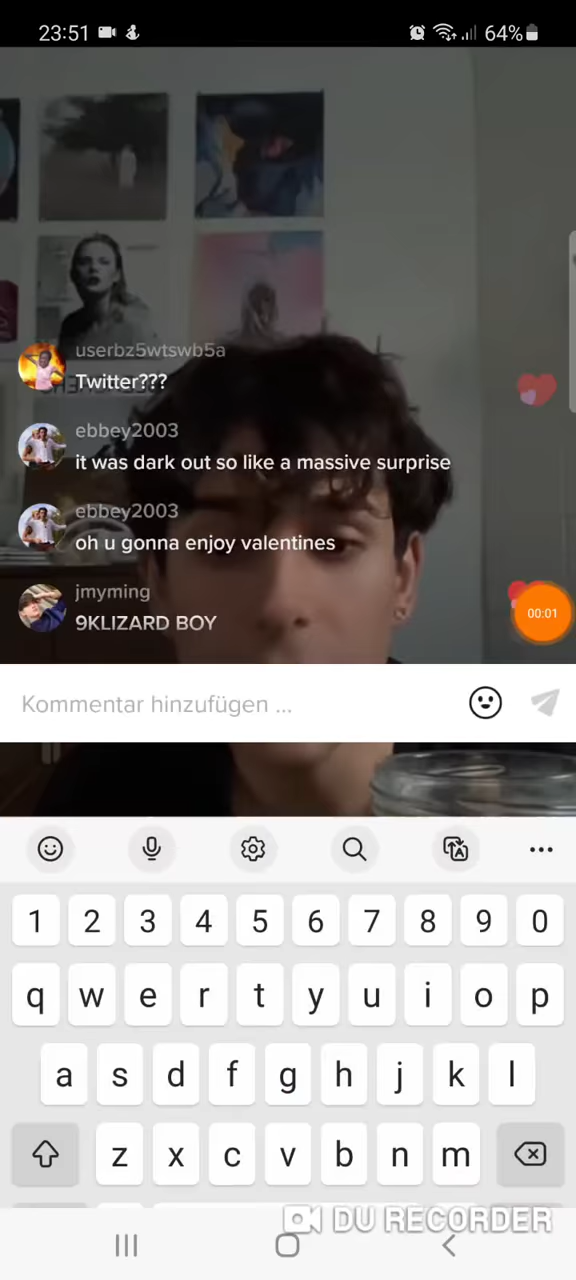 23:51
64%
userbz5wtswb5a
Twitter???
ebbey2003
it was dark out so like a massive surprise
ebbey2003
oh u gonna enjoy valentines
jmyming
9KLIZARD BOY
00:01
Kommentar hinzufügen ...
1 2 3 4 5 6 7 8 9 0
q w e r t y u i o p
a s d f g h j k l
z x c v b n m
DU RECORDER